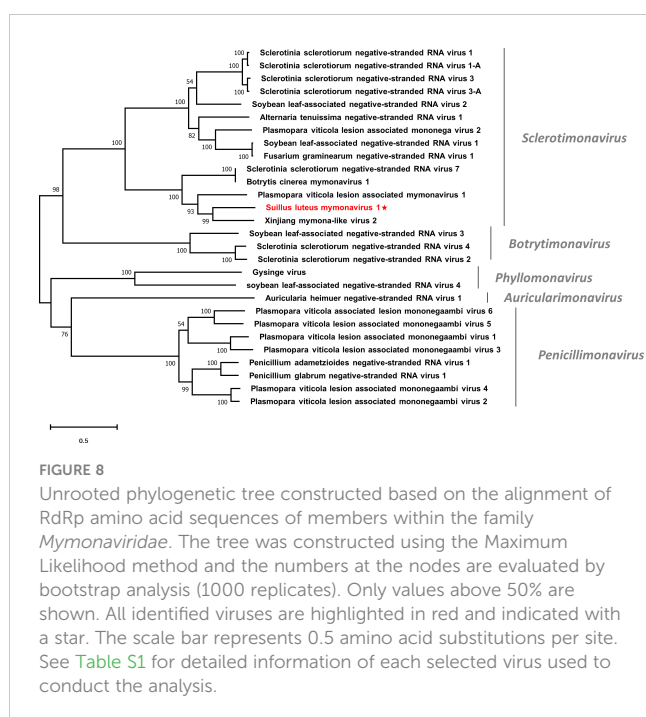 100 Sclerotinia sclerotiorum negative-stranded RNA virus 1
100 Sclerotinia sclerotiorum negative-stranded RNA virus 1-A
Sclerotinia sclerotiorum negative-stranded RNA virus 3
54
100 Sclerotinia sclerotiorum negative-stranded RNA virus 3-A
100 Soybean leaf-associated negative-stranded RNA virus 2
Alternaria tenuissima negative-stranded RNA virus 1
82 Plasmopara viticola lesion associated mononega virus 2
Sclerotimonavirus
100 Soybean leaf-associated negative-stranded RNA virus 1
100 Fusarium graminearum negative-stranded RNA virus 1
100
Sclerotinia sclerotiorum negative-stranded RNA virus 7
100 Botrytis cinerea mymonavirus 1
98
Plasmopara viticola lesion associated mymonavirus 1
93 Suillus luteus mymonavirus 1★
99 Xinjiang mymona-like virus 2
Soybean leaf-associated negative-stranded RNA virus 3
100 Sclerotinia sclerotiorum negative-stranded RNA virus 4
Botrytimonavirus
100 Sclerotinia sclerotiorum negative-stranded RNA virus 2
Gysinge virus
100 soybean leaf-associated negative-stranded RNA virus 4
Phyllomonavirus
Auricularia heimuer negative-stranded RNA virus 1
Auricularimonavirus
100 Plasmopara viticola lesion associated mononegaambi virus 6
54 Plasmopara viticola lesion associated mononegaambi virus 5
76
Plasmopara viticola lesion associated mononegaambi virus 1
100 Plasmopara viticola lesion associated mononegaambi virus 3
Penicillimonavirus
100
100 Penicillium adametzioides negative-stranded RNA virus 1
99 Penicillium glabrum negative-stranded RNA virus 1
Plasmopara viticola lesion associated mononegaambi virus 4
100 Plasmopara viticola lesion associated mononegaambi virus 2
0.5
FIGURE 8
Unrooted phylogenetic tree constructed based on the alignment of
RdRp amino acid sequences of members within the family
Mymonaviridae. The tree was constructed using the Maximum
Likelihood method and the numbers at the nodes are evaluated by
bootstrap analysis (1000 replicates). Only values above 50% are
shown. All identified viruses are highlighted in red and indicated with
a star. The scale bar represents 0.5 amino acid substitutions per site.
See Table S1 for detailed information of each selected virus used to
conduct the analysis.